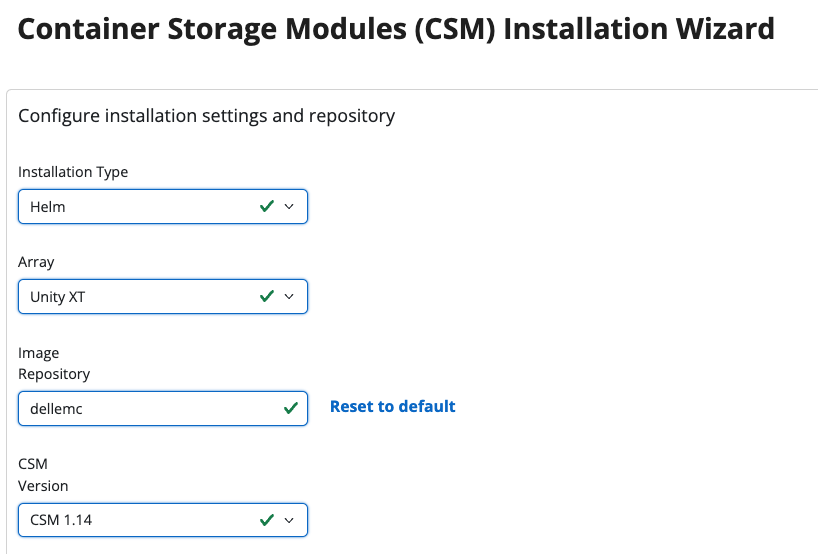 Container Storage Modules (CSM) Installation Wizard
Configure installation settings and repository
Installation Type
Helm
Array
Unity XT
Image
Repository
dellemc
Reset to default
CSM
Version
CSM 1.14